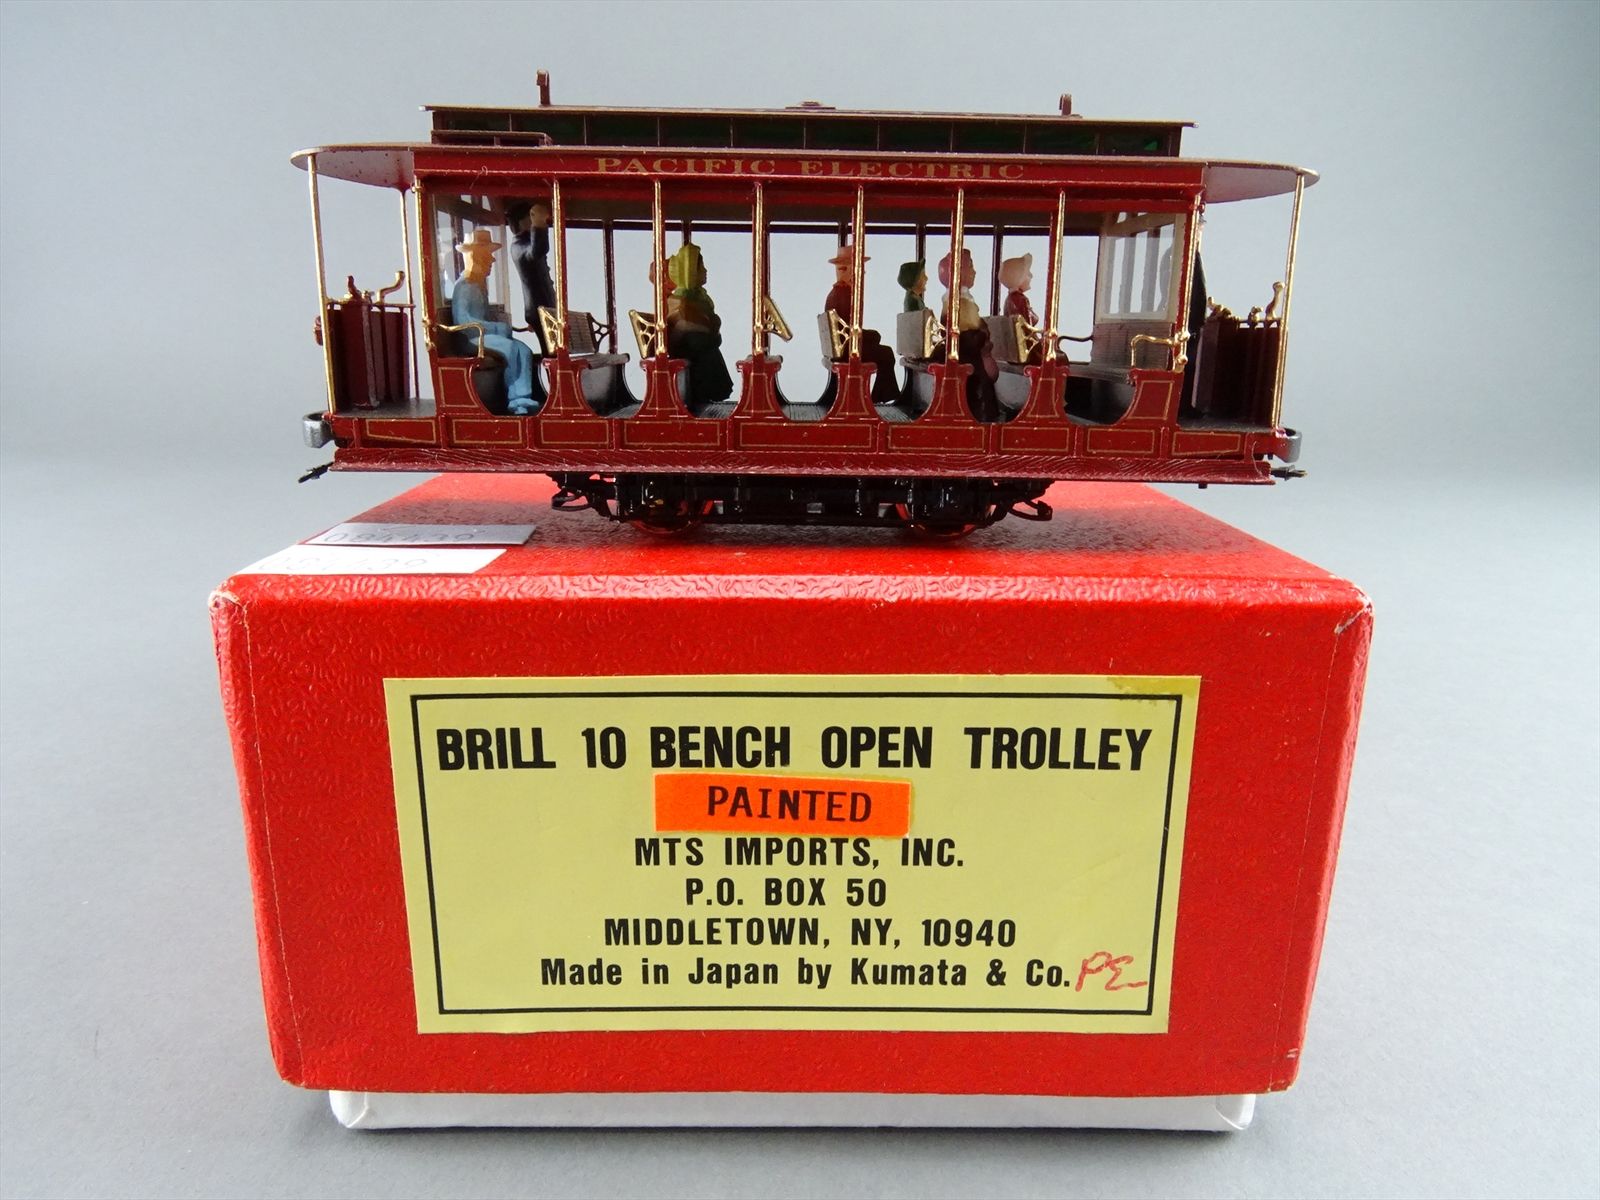 PACIFIC ELECTRIC
BRILL 10 BENCH OPEN TROLLEY
PAINTED
MTS IMPORTS, INC.
P.O. BOX 50
MIDDLETOWN, NY, 10940
Made in Japan by Kumata & Co. PE